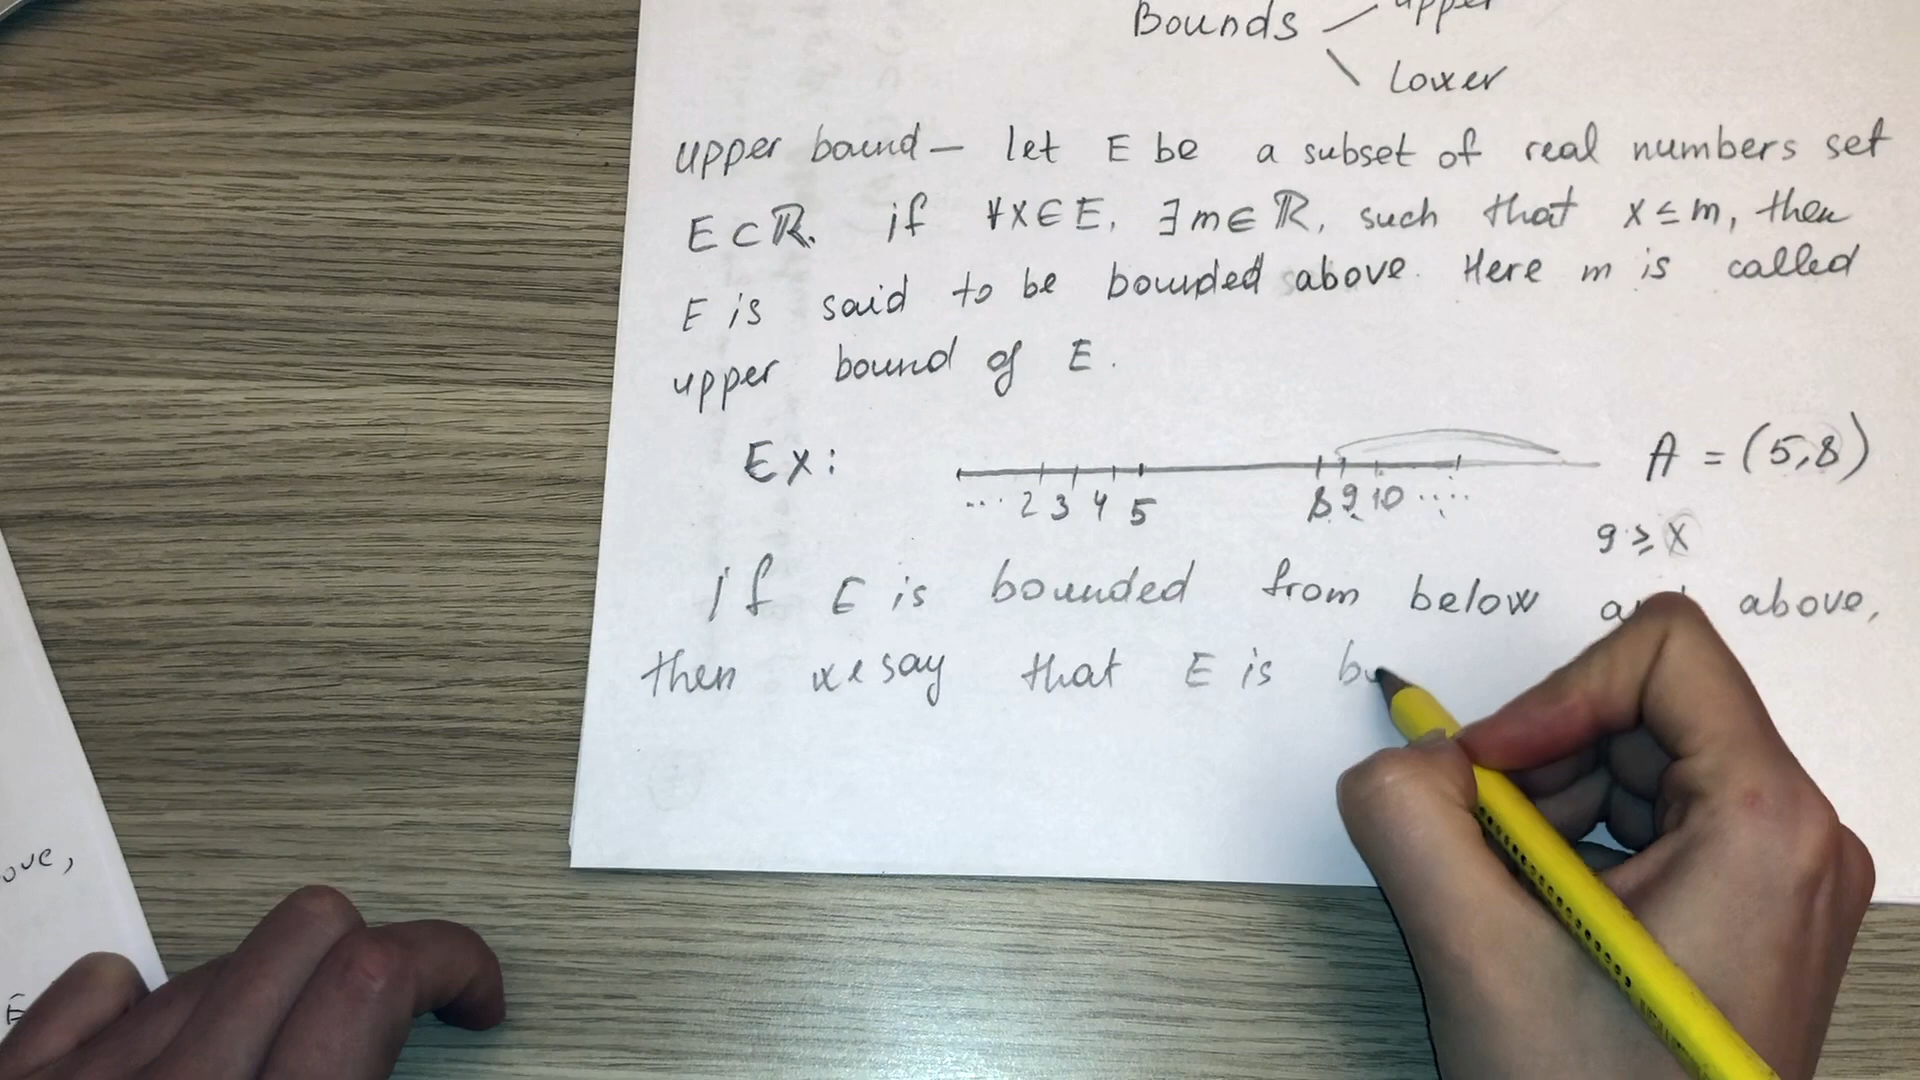 Bounds upper
Lower
upper bound — let E be a subset of real numbers set
E⊂ℝ. if ∀x∈E, ∃m∈ℝ, such that x≤m, then
E is said to be bounded above. Here m is called
upper bound of E.
Ex: A = (5,8)
... 2 3 4 5 8 9 10 ....
9 ≥ x
If E is bounded from below above,
then we say that E is
ove,
E